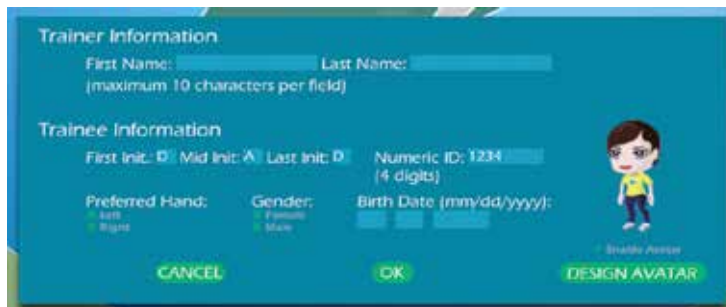 Trainer Information
First Name: Last Name:
(maximum 10 characters per field)
Trainee Information
First Init.: D Mid Init: A Last Init: D Numeric ID: 1234
(4 digits)
Preferred Hand: Gender: Birth Date (mm/dd/yyyy):
Left Female
Right Male
Enable Avatar
CANCEL OK DESIGN AVATAR